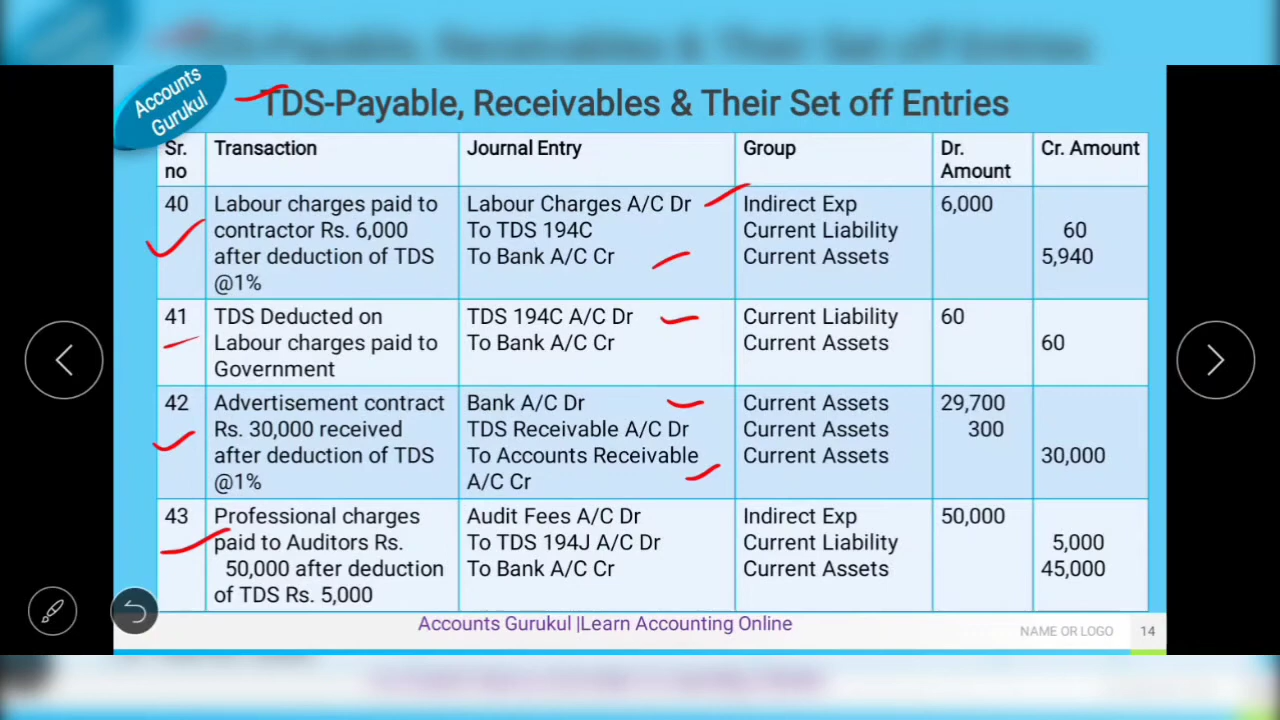 Accounts
Gurukul
TDS-Payable, Receivables & Their Set off Entries
Sr.
no
Transaction
Journal Entry
Group
Dr.
Amount
Cr. Amount
40
Labour charges paid to
contractor Rs. 6,000
after deduction of TDS
@1%
Labour Charges A/C Dr
To TDS 194C
To Bank A/C Cr
Indirect Exp
Current Liability
Current Assets
6,000
60
5,940
41
TDS Deducted on
Labour charges paid to
Government
TDS 194C A/C Dr
To Bank A/C Cr
Current Liability
Current Assets
60
60
42
Advertisement contract
Rs. 30,000 received
after deduction of TDS
@1%
Bank A/C Dr
TDS Receivable A/C Dr
To Accounts Receivable
A/C Cr
Current Assets
Current Assets
Current Assets
29,700
300
30,000
43
Professional charges
paid to Auditors Rs.
50,000 after deduction
of TDS Rs. 5,000
Audit Fees A/C Dr
To TDS 194J A/C Dr
To Bank A/C Cr
Indirect Exp
Current Liability
Current Assets
50,000
5,000
45,000
Accounts Gurukul |Learn Accounting Online
NAME OR LOGO
14